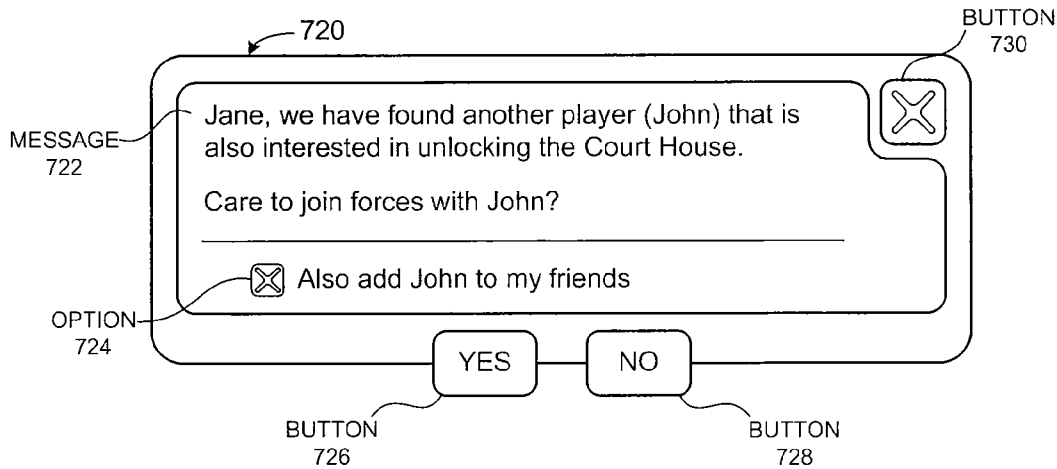 720
BUTTON
730
MESSAGE
722
Jane, we have found another player (John) that is
also interested in unlocking the Court House.
Care to join forces with John?
Also add John to my friends
OPTION
724
YES
NO
BUTTON
726
BUTTON
728